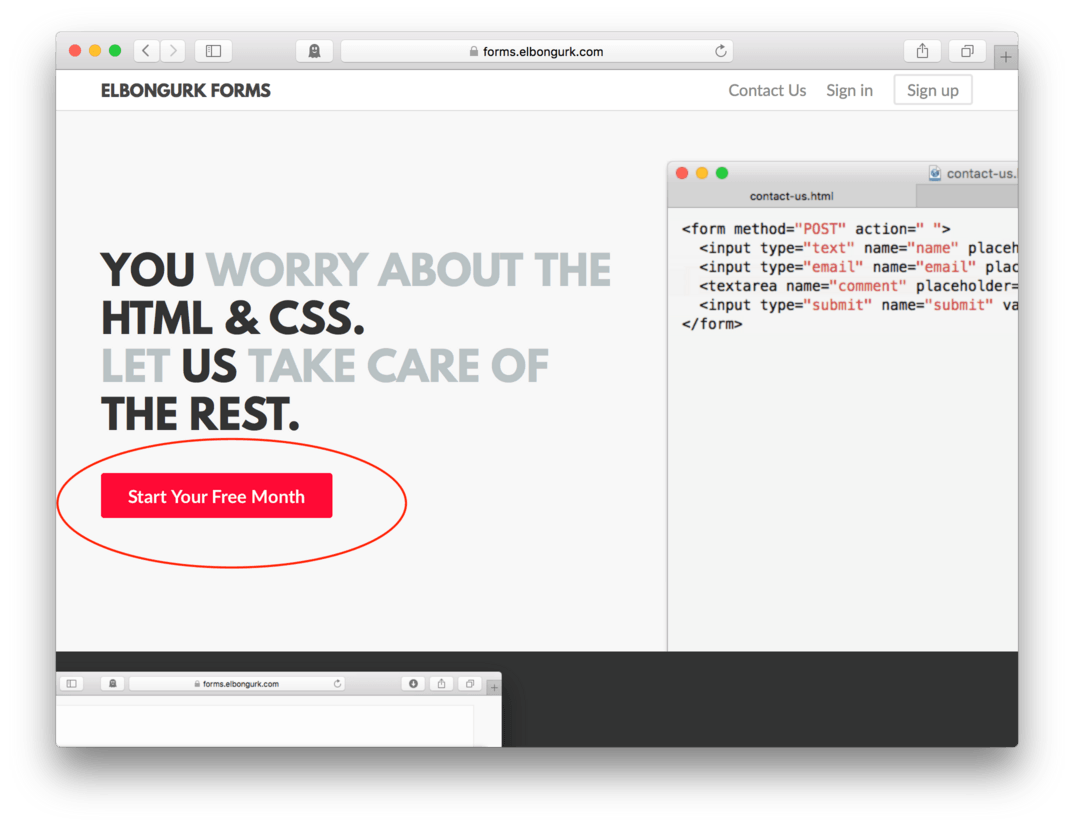 forms.elbongurk.com
ELBONGURK FORMS
Contact Us
Sign in
Sign up
YOU WORRY ABOUT THE
HTML & CSS.
LET US TAKE CARE OF
THE REST.
Start Your Free Month
contact-us.
contact-us.html
<form method="POST" action=" ">
<input type="text" name="name" placeh
<input type="email" name="email" plac
<textarea name="comment" placeholder=
<input type="submit" name="submit" va
</form>
forms.elbongurk.com